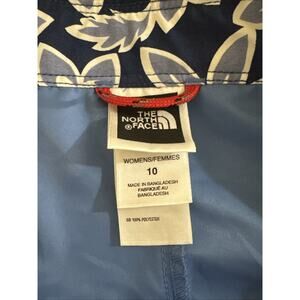 THE
NORTH
FACE
WOMENS/FEMMES
10
MADE IN BANGLADESH
FABRIQUÉ AU
BANGLADESH
100% POLYESTER